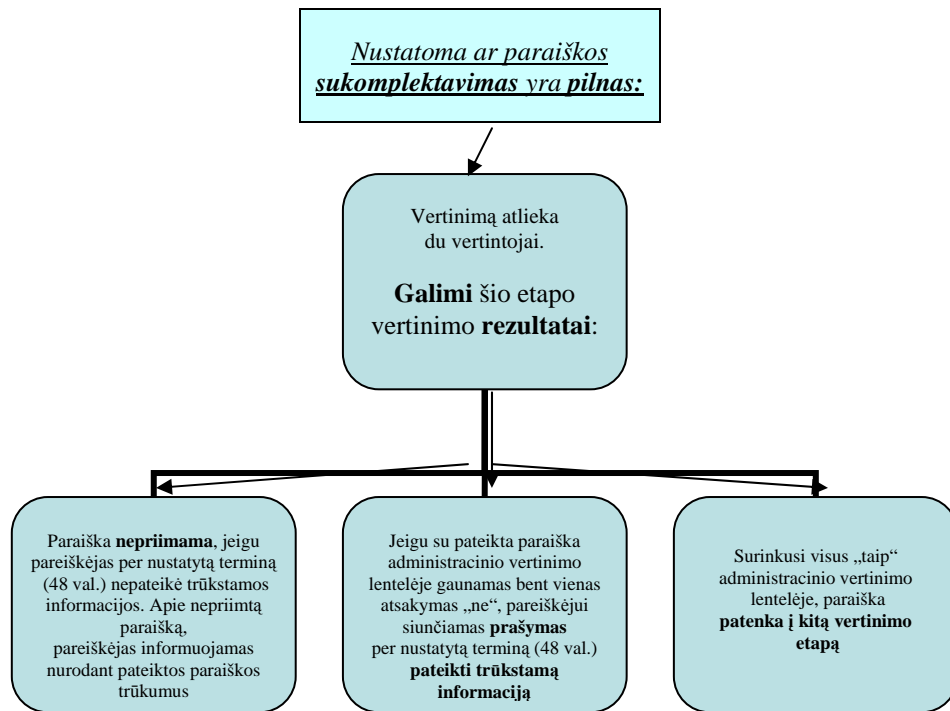 Nustatoma ar paraiškos
sukomplektavimas yra pilnas:
Vertinimą atlieka
du vertintojai.
Galimi šio etapo
vertinimo rezultatai:
Paraiška nepriimama, jeigu
pareiškėjas per nustatytą terminą
(48 val.) nepateikė trūkstamos
informacijos. Apie nepriimtą
paraišką,
pareiškėjas informuojamas
nurodant pateiktos paraiškos
trūkumus
Jeigu su pateikta paraiška
administracinio vertinimo
lentelėje gaunamas bent vienas
atsakymas „ne“, pareiškėjui
siunčiamas prašymas
per nustatytą terminą (48 val.)
pateikti trūkstamą
informaciją
Surinkusi visus „taip“
administracinio vertinimo
lentelėje, paraiška
patenka į kitą vertinimo
etapą